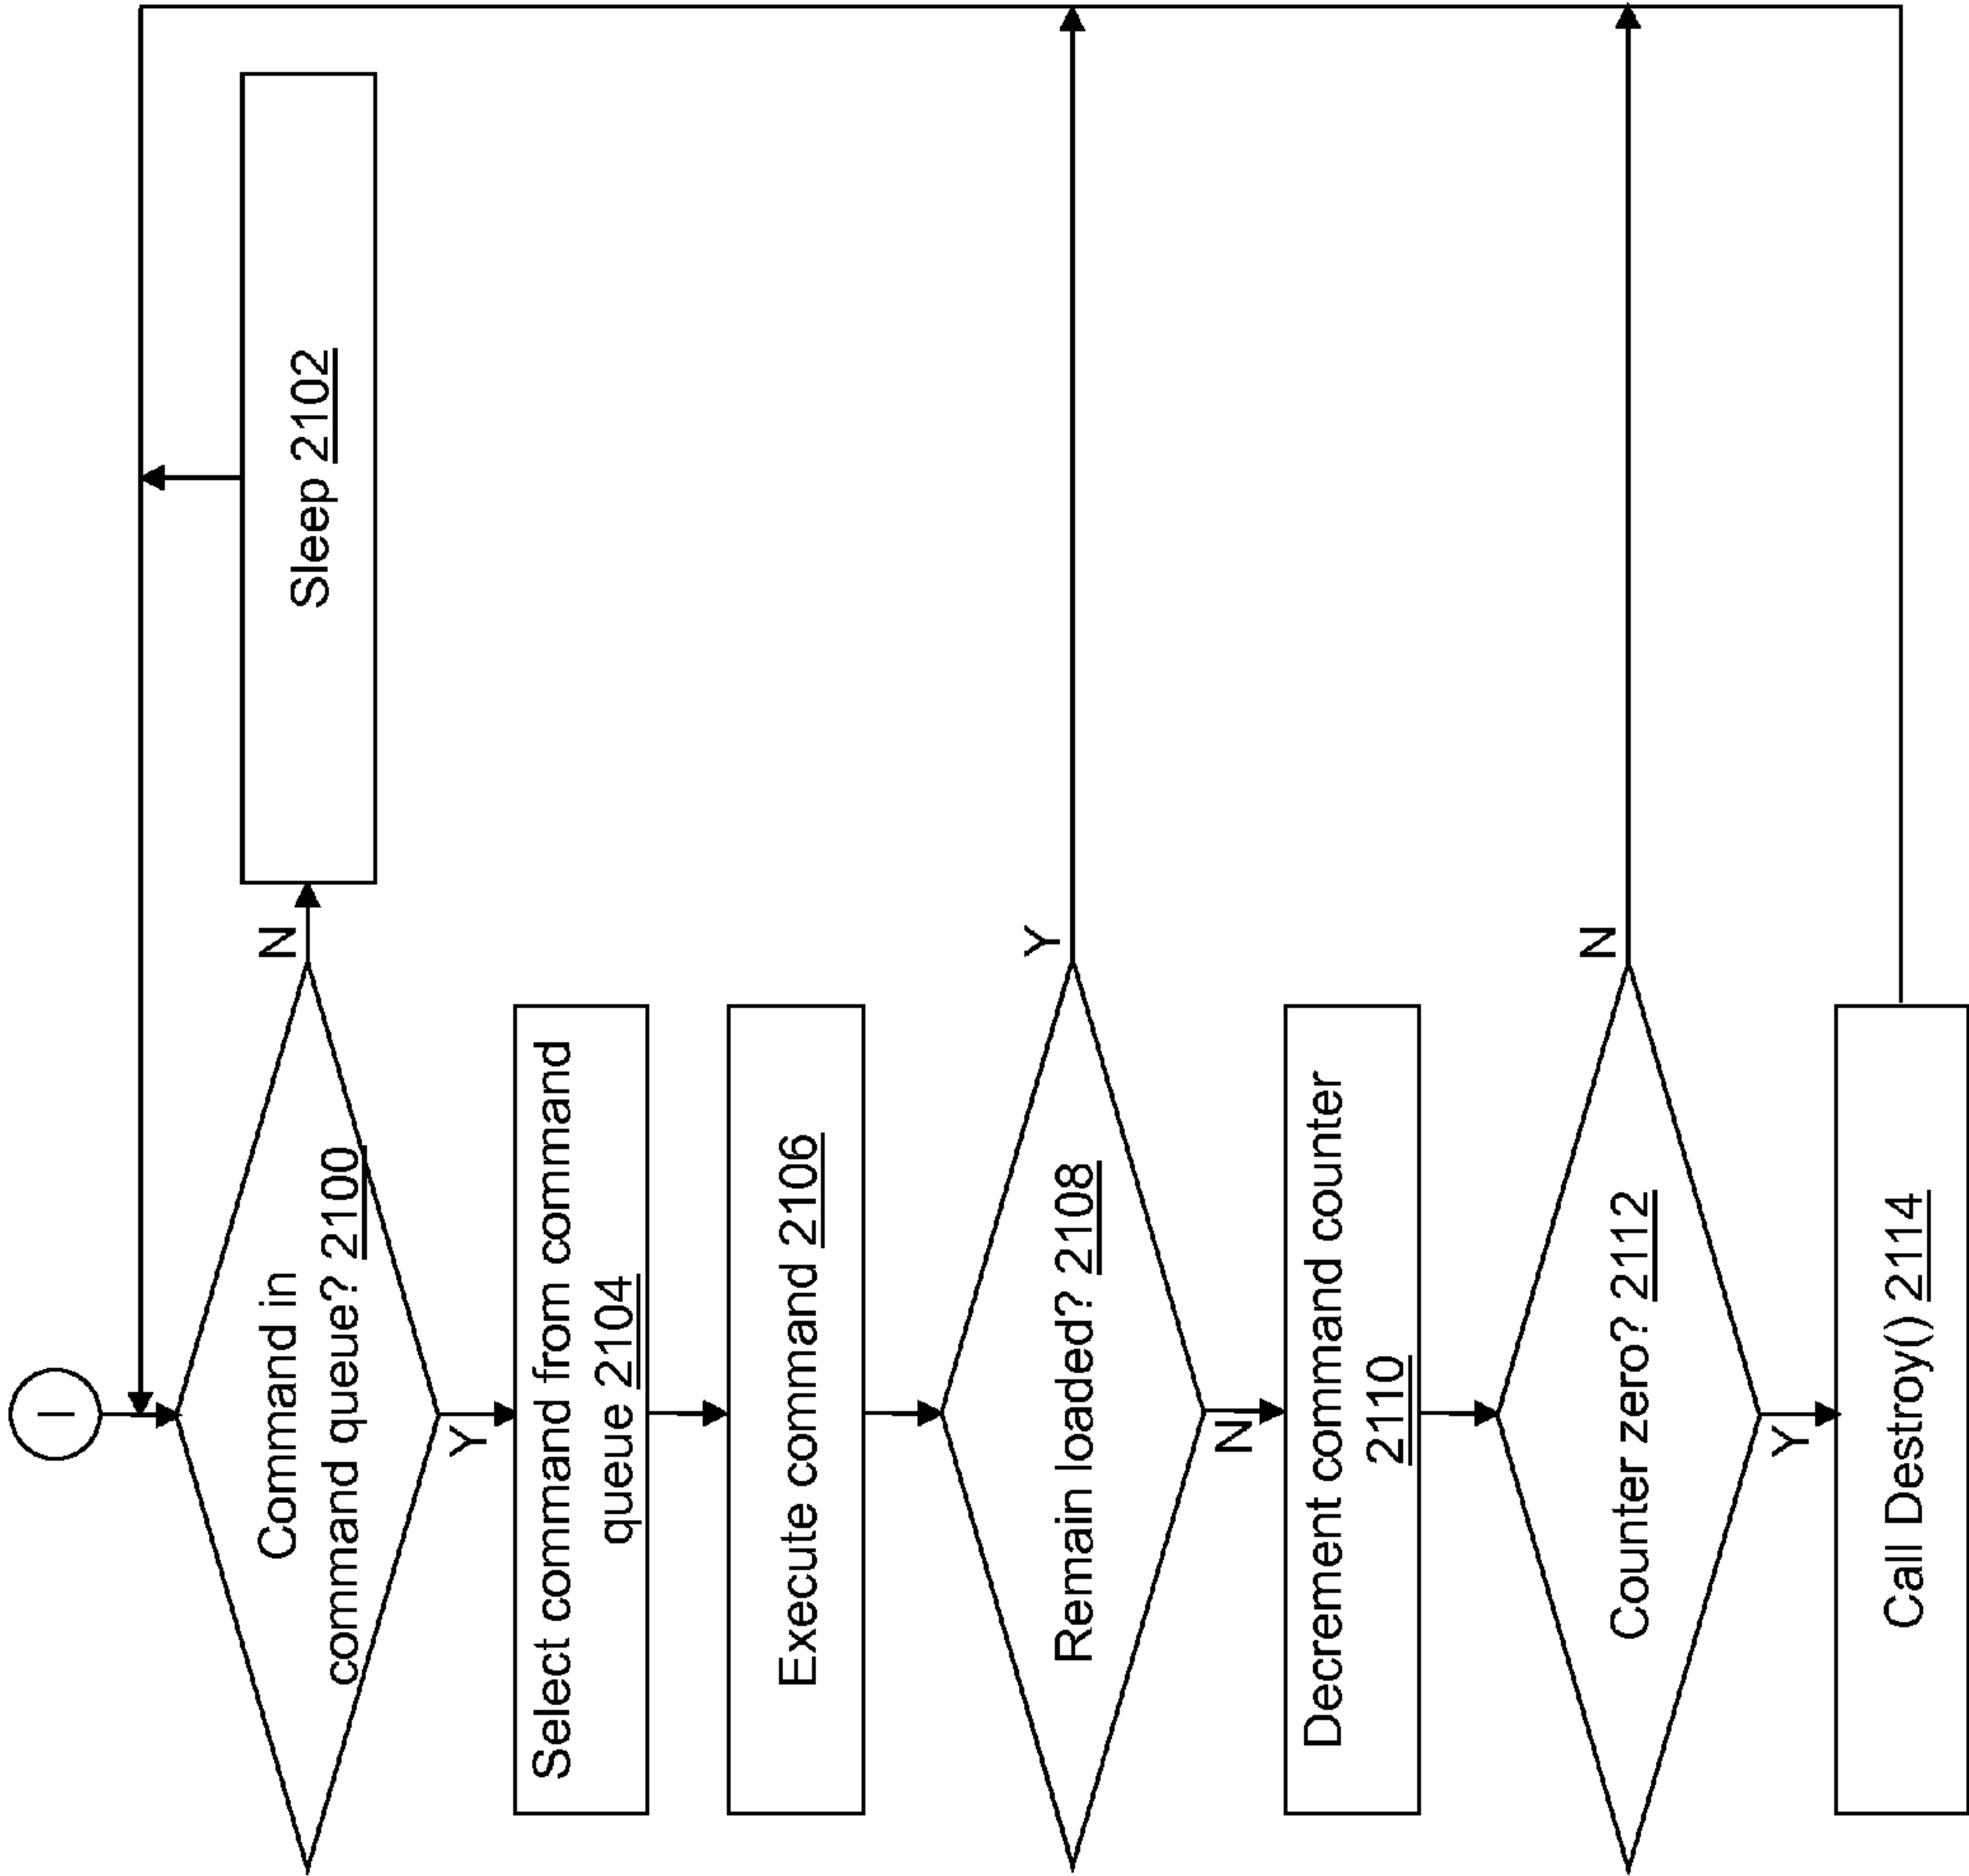 I
Command in
command queue? 2100
N
Sleep 2102
Y
Select command from command
queue 2104
Execute command 2106
Remain loaded? 2108
Y
N
Decrement command counter
2110
Counter zero? 2112
N
Y
Call Destroy() 2114